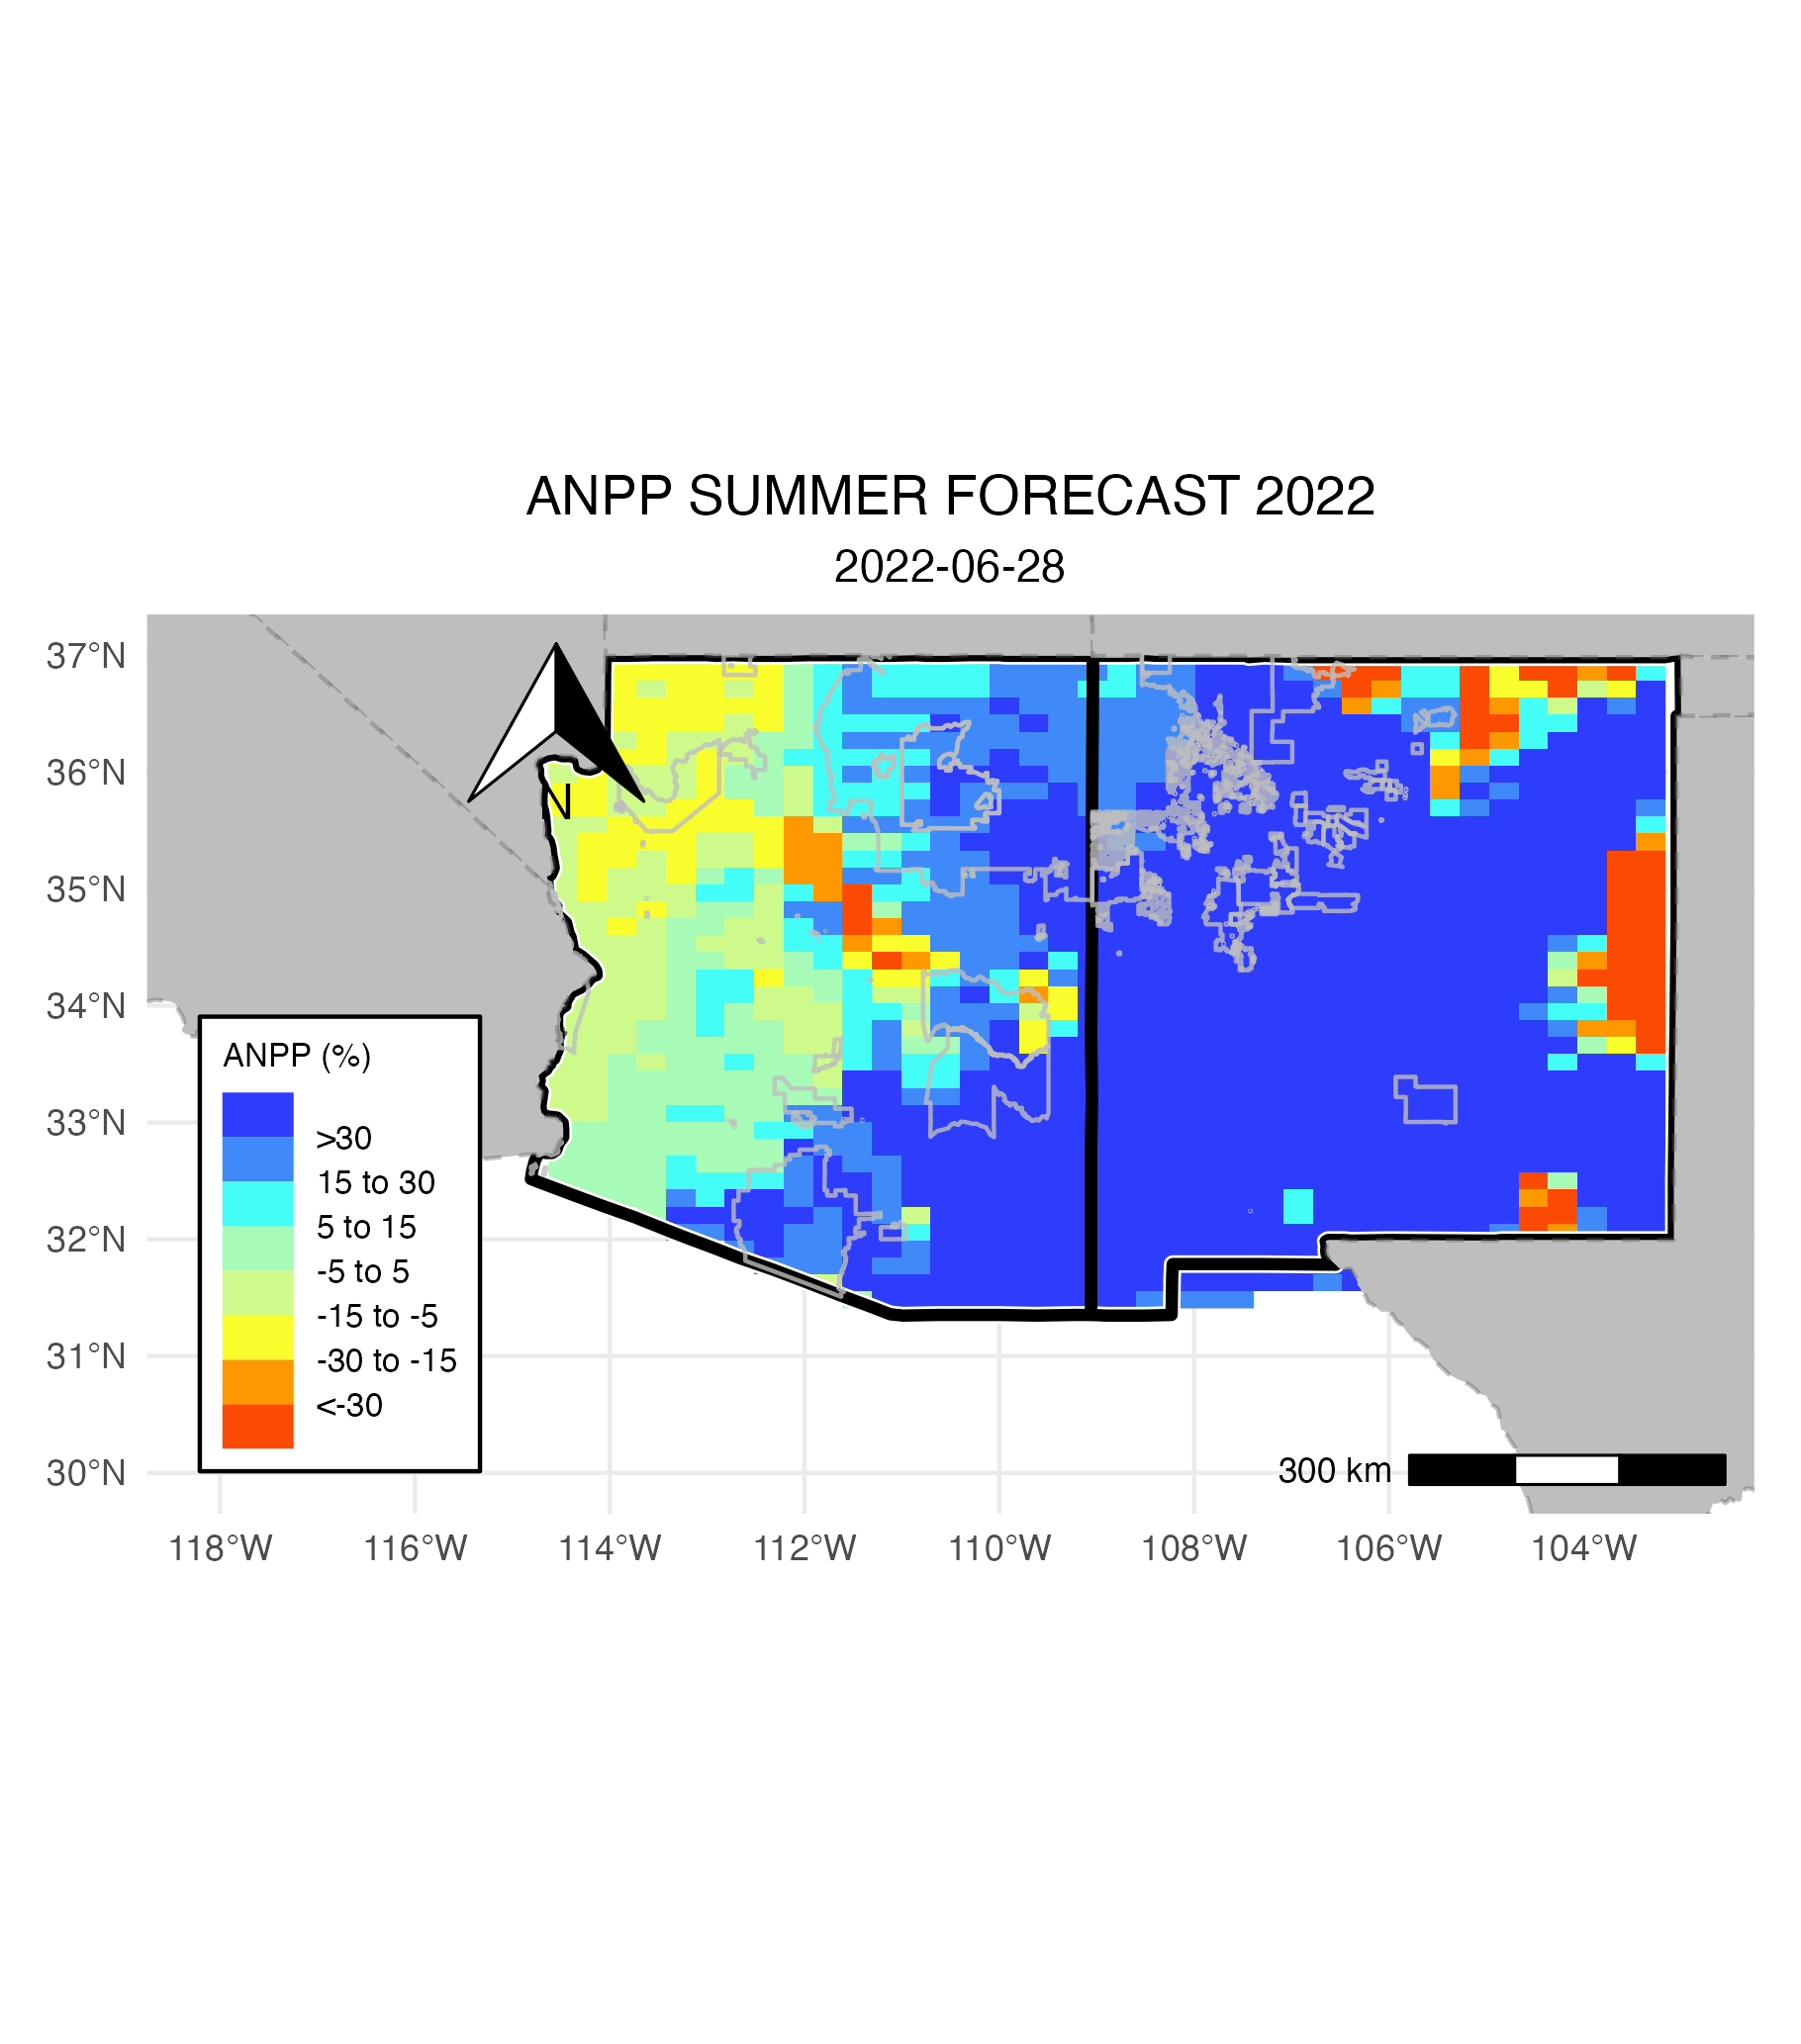 ANPP SUMMER FORECAST 2022
2022-06-28
37°N
36°N
35°N
34°N
33°N
32°N
31°N
30°N
N
ANPP (%)
>30
15 to 30
5 to 15
-5 to 5
-15 to -5
-30 to -15
<-30
300 km
118°W 116°W 114°W 112°W 110°W 108°W 106°W 104°W